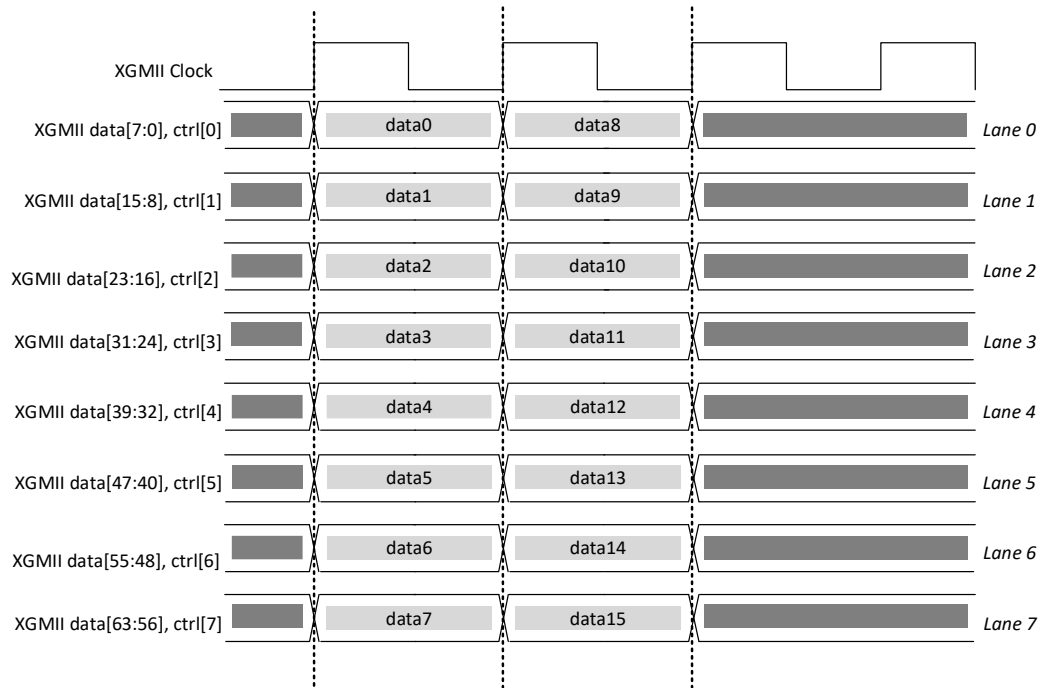 XGMII Clock
XGMII data[7:0], ctrl[0] data0 data8 Lane 0
XGMII data[15:8], ctrl[1] data1 data9 Lane 1
XGMII data[23:16], ctrl[2] data2 data10 Lane 2
XGMII data[31:24], ctrl[3] data3 data11 Lane 3
XGMII data[39:32], ctrl[4] data4 data12 Lane 4
XGMII data[47:40], ctrl[5] data5 data13 Lane 5
XGMII data[55:48], ctrl[6] data6 data14 Lane 6
XGMII data[63:56], ctrl[7] data7 data15 Lane 7